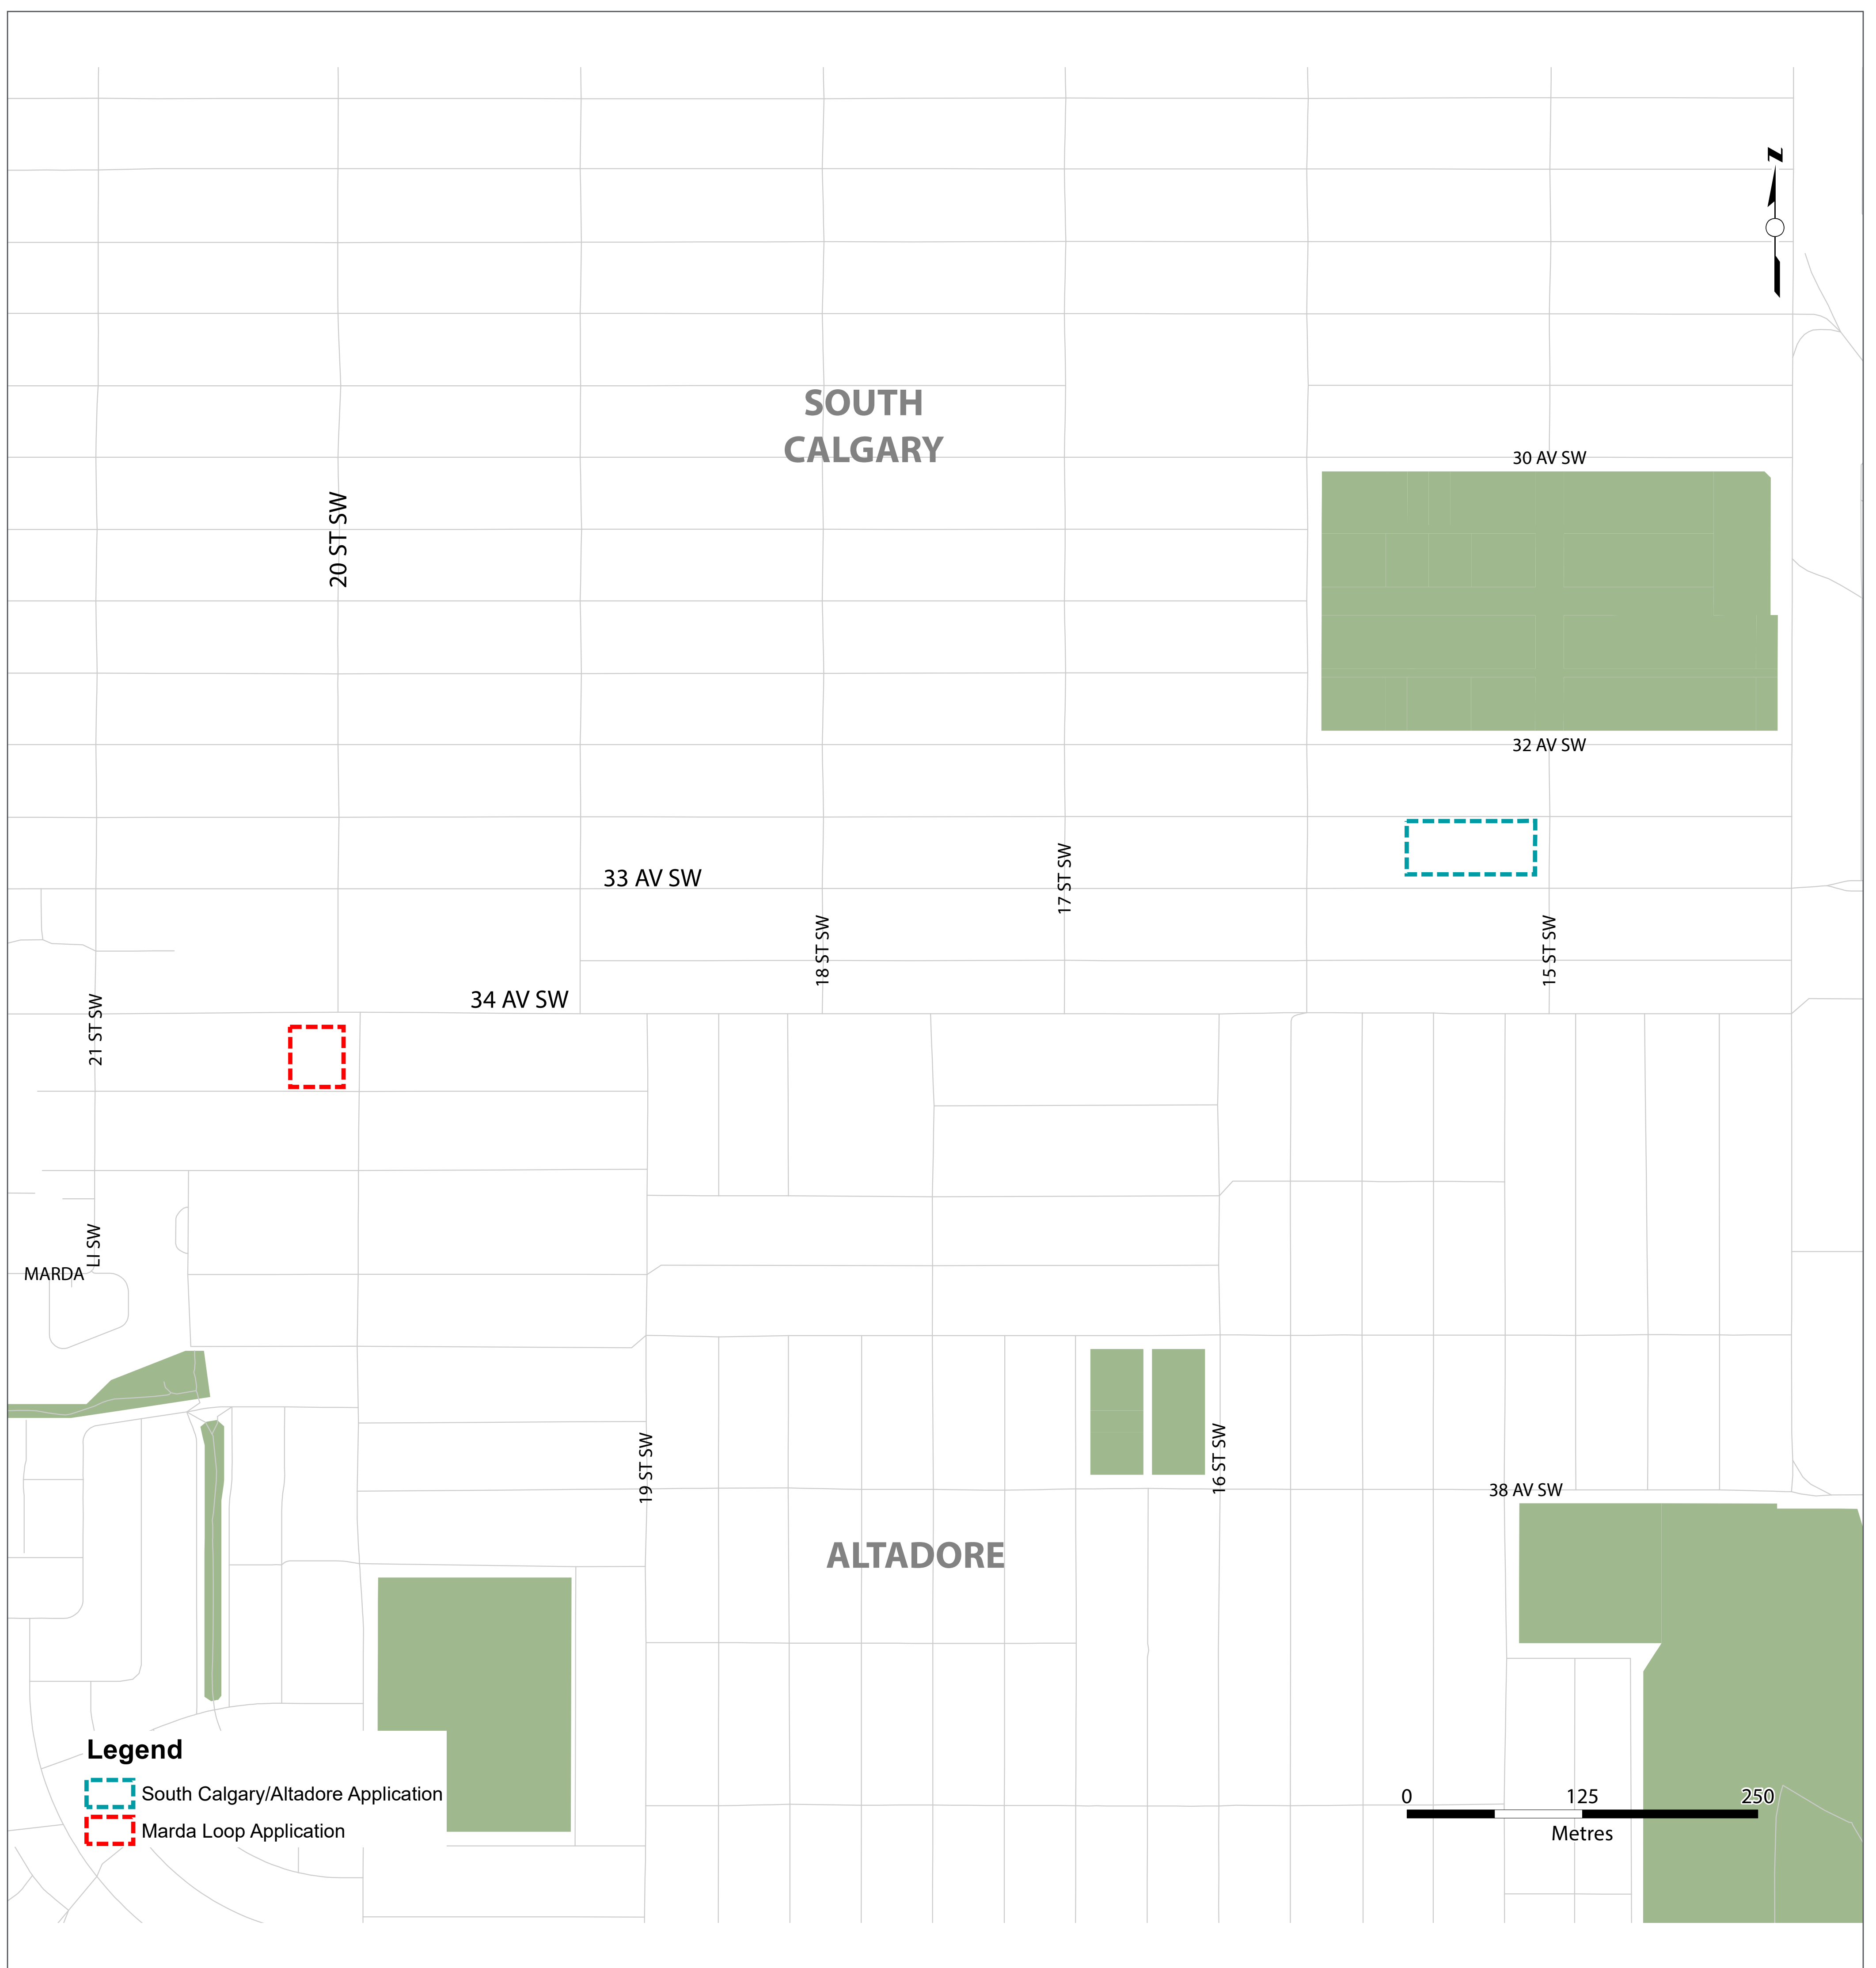 N
SOUTH
CALGARY
30 AV SW
20 ST SW
32 AV SW
33 AV SW
17 ST SW
18 ST SW
15 ST SW
34 AV SW
21 ST SW
LI SW
MARDA
19 ST SW
16 ST SW
38 AV SW
ALTADORE
Legend
South Calgary/Altadore Application
Marda Loop Application
0 125 250
Metres